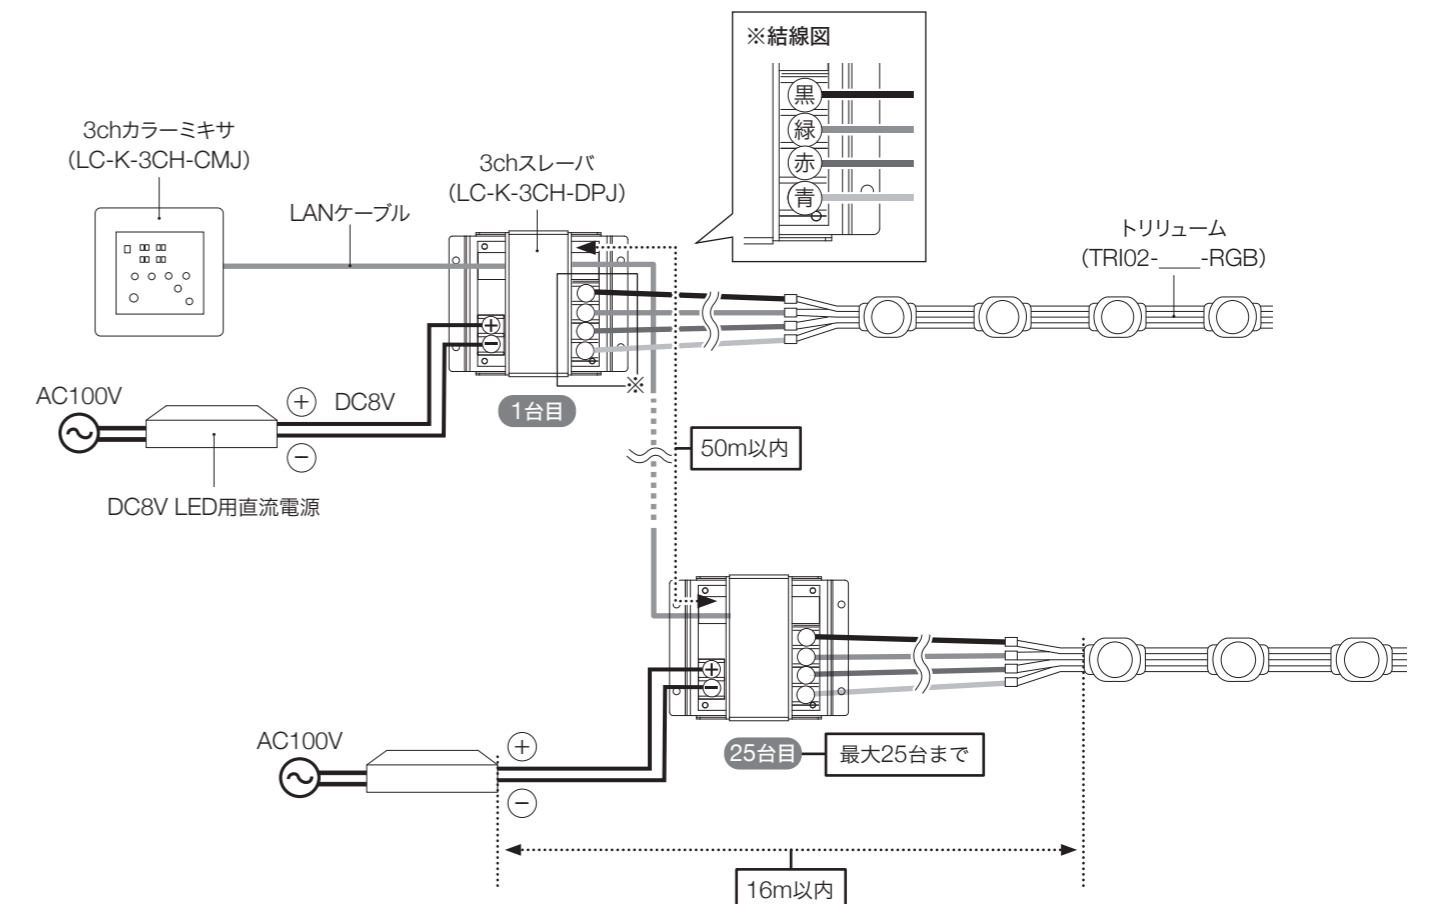 ※結線図
黒
緑
赤
青
3chカラーミキサ
(LC-K-3CH-CMJ)
3chスレーバ
(LC-K-3CH-DPJ)
LANケーブル
トリリューム
(TRI02-____-RGB)
+
−
※
AC100V
+
DC8V
−
1台目
DC8V LED用直流電源
50m以内
+
−
AC100V
+
−
25台目
最大25台まで
16m以内